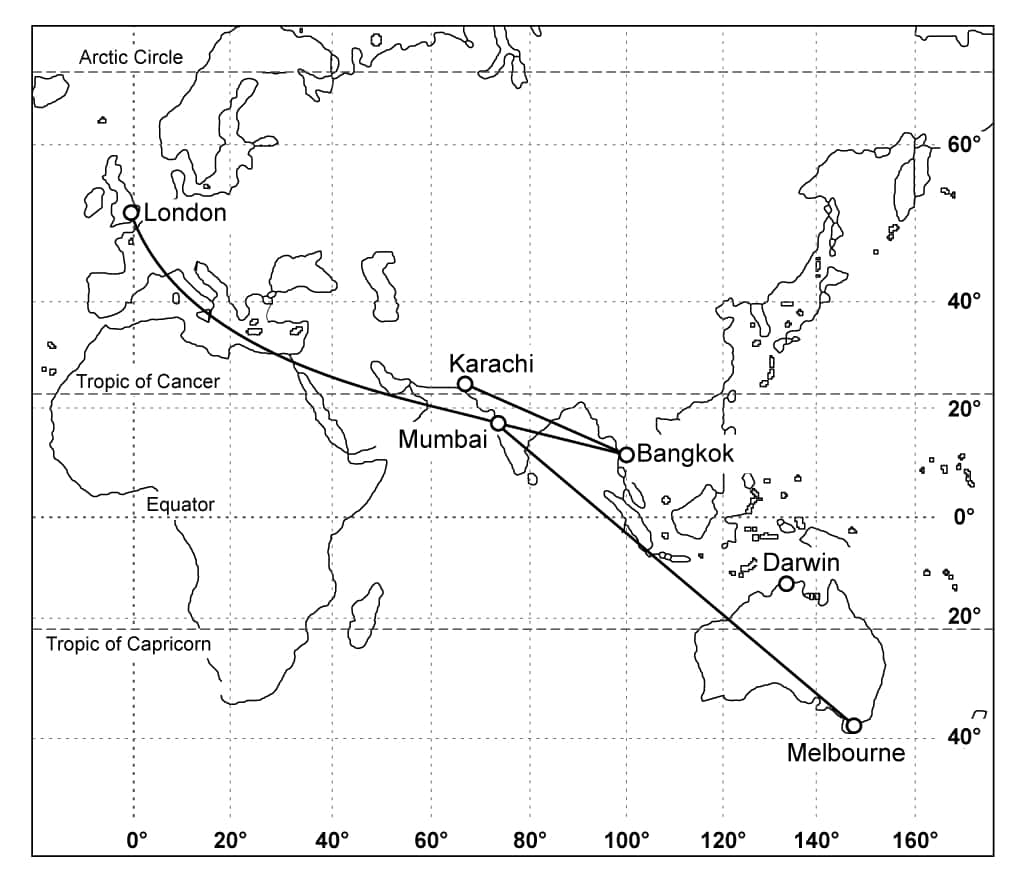 Arctic Circle
60°
London
40°
Karachi
Tropic of Cancer
20°
Mumbai
Bangkok
Equator
0°
Darwin
20°
Tropic of Capricorn
40°
Melbourne
0° 20° 40° 60° 80° 100° 120° 140° 160°